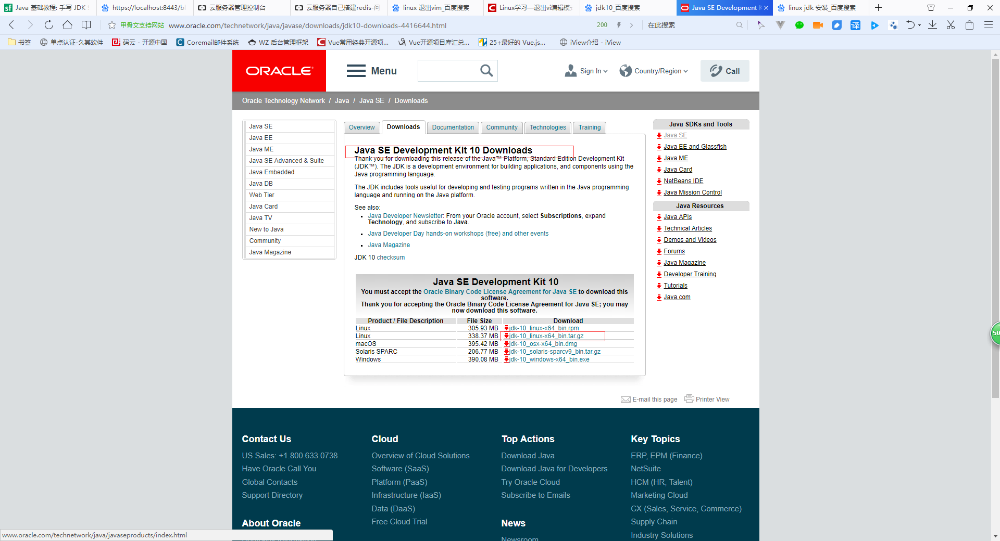 Java 基础教程: 手写 JDK
https://localhost:8443/bl
云服务器管理控制台
云服务器自己搭建redis-问
linux 退出vim_百度搜索
Linux学习—退出vi编辑模式
jdk10_百度搜索
Java SE Development K
linux jdk 安装_百度搜索
甲骨文支持网站 www.oracle.com/technetwork/java/javase/downloads/jdk10-downloads-4416644.html
200
在此搜索
译
书签
单点认证-久其软件
码云 - 开源中国
Coremail邮件系统
WZ 后台管理框架
Vue常用经典开源项...
Vue开源项目库汇总...
25+最好的 Vue.js...
iView介绍 - iView
ORACLE
Menu
Sign In
Country/Region
Call
Oracle Technology Network / Java / Java SE / Downloads
Java SE
Java EE
Java ME
Java SE Advanced & Suite
Java Embedded
Java DB
Web Tier
Java Card
Java TV
New to Java
Community
Java Magazine
Overview
Downloads
Documentation
Community
Technologies
Training
Java SE Development Kit 10 Downloads
Thank you for downloading this release of the Java™ Platform, Standard Edition Development Kit
(JDK™). The JDK is a development environment for building applications, and components using the
Java programming language.
The JDK includes tools useful for developing and testing programs written in the Java programming
language and running on the Java platform.
See also:
Java Developer Newsletter: From your Oracle account, select Subscriptions, expand
Technology, and subscribe to Java.
Java Developer Day hands-on workshops (free) and other events
Java Magazine
JDK 10 checksum
Java SE Development Kit 10
You must accept the Oracle Binary Code License Agreement for Java SE to download this
software.
Thank you for accepting the Oracle Binary Code License Agreement for Java SE; you may
now download this software.
Product / File Description File Size Download
Linux 305.93 MB jdk-10_linux-x64_bin.rpm
Linux 338.37 MB jdk-10_linux-x64_bin.tar.gz
macOS 395.42 MB jdk-10_osx-x64_bin.dmg
Solaris SPARC 206.77 MB jdk-10_solaris-sparcv9_bin.tar.gz
Windows 390.08 MB jdk-10_windows-x64_bin.exe
Java SDKs and Tools
Java SE
Java EE and Glassfish
Java ME
Java Card
NetBeans IDE
Java Mission Control
Java Resources
Java APIs
Technical Articles
Demos and Videos
Forums
Java Magazine
Developer Training
Tutorials
Java.com
50
E-mail this page
Printer View
Contact Us
US Sales: +1.800.633.0738
Have Oracle Call You
Global Contacts
Support Directory
About Oracle
Cloud
Overview of Cloud Solutions
Software (SaaS)
Platform (PaaS)
Infrastructure (IaaS)
Data (DaaS)
Free Cloud Trial
Top Actions
Download Java
Download Java for Developers
Try Oracle Cloud
Subscribe to Emails
News
Newsroom
Key Topics
ERP, EPM (Finance)
NetSuite
HCM (HR, Talent)
Marketing Cloud
CX (Sales, Service, Commerce)
Supply Chain
Industry Solutions
www.oracle.com/technetwork/java/javaseproducts/index.html